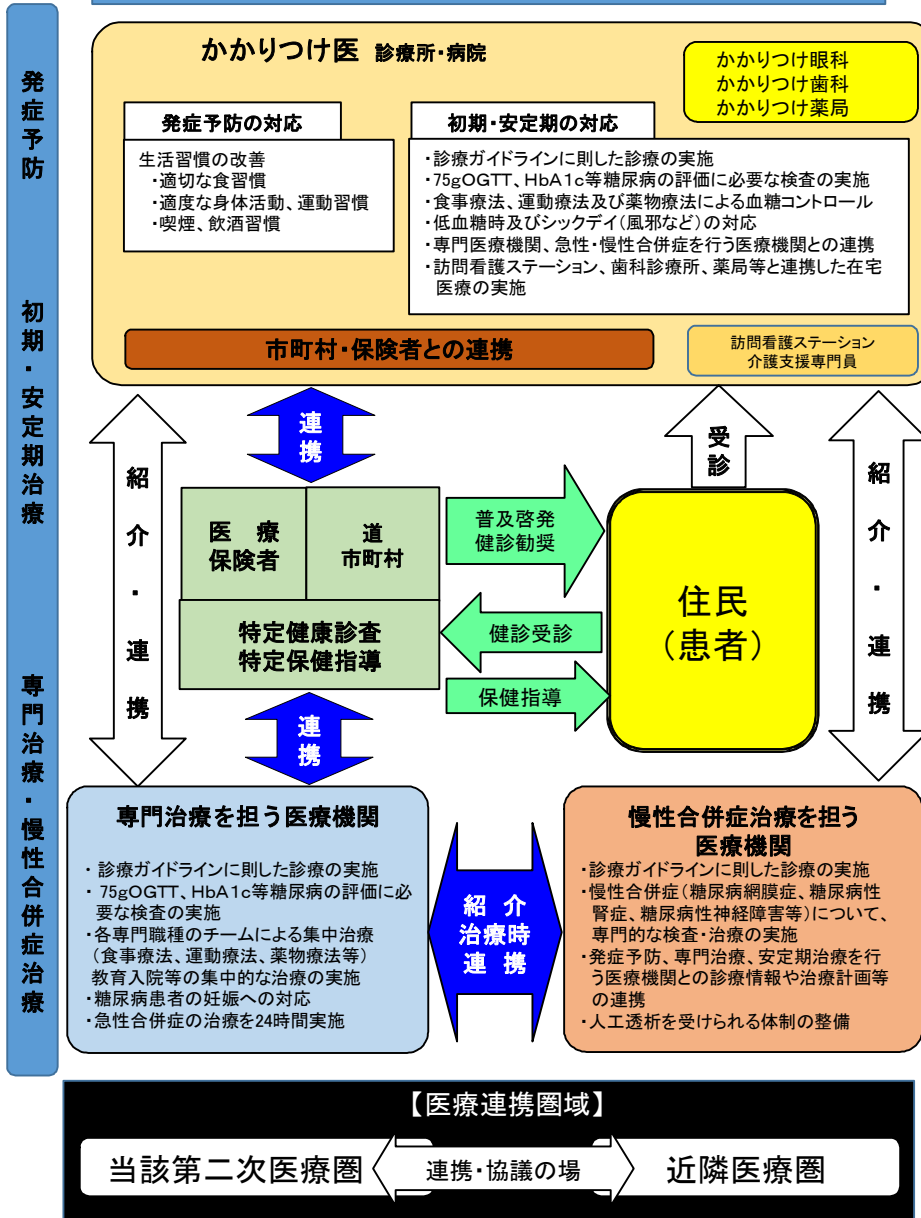 発症予防
初期・安定期治療
専門治療・慢性合併症治療
かかりつけ医 診療所・病院
かかりつけ眼科
かかりつけ歯科
かかりつけ薬局
発症予防の対応
生活習慣の改善
・適切な食習慣
・適度な身体活動、運動習慣
・喫煙、飲酒習慣
初期・安定期の対応
・診療ガイドラインに則した診療の実施
・75gOGTT、HbA1c等糖尿病の評価に必要な検査の実施
・食事療法、運動療法及び薬物療法による血糖コントロール
・低血糖時及びシックデイ(風邪など)の対応
・専門医療機関、急性・慢性合併症を行う医療機関との連携
・訪問看護ステーション、歯科診療所、薬局等と連携した在宅
医療の実施
市町村・保険者との連携
訪問看護ステーション
介護支援専門員
紹介・連携
連携
受診
紹介・連携
医療
保険者
道
市町村
特定健康診査
特定保健指導
普及啓発
健診勧奨
健診受診
保健指導
住民
(患者)
連携
専門治療を担う医療機関
・診療ガイドラインに則した診療の実施
・75gOGTT、HbA1c等糖尿病の評価に必
要な検査の実施
・各専門職種のチームによる集中治療
(食事療法、運動療法、薬物療法等)
教育入院等の集中的な治療の実施
・糖尿病患者の妊娠への対応
・急性合併症の治療を24時間実施
紹介
治療時
連携
慢性合併症治療を担う
医療機関
・診療ガイドラインに則した診療の実施
・慢性合併症(糖尿病網膜症、糖尿病性
腎症、糖尿病性神経障害等)について、
専門的な検査・治療の実施
・発症予防、専門治療、安定期治療を行
う医療機関との診療情報や治療計画等
の連携
・人工透析を受けられる体制の整備
【医療連携圏域】
当該第二次医療圏
連携・協議の場
近隣医療圏